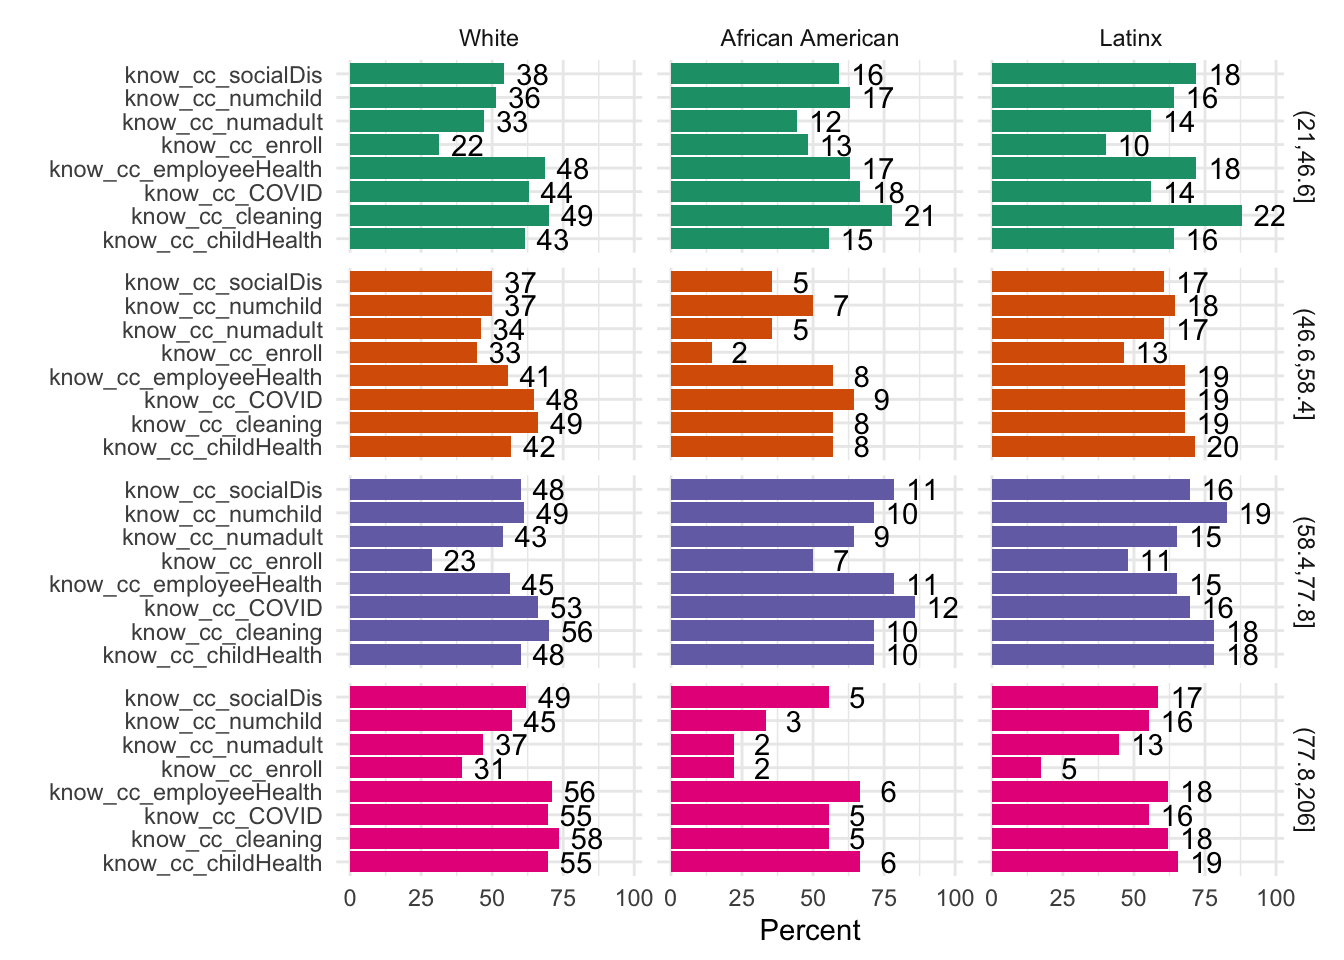 White African American Latinx
know_cc_socialDis 38 16 18
know_cc_numchild 36 17 16
know_cc_numadult 33 12 14
know_cc_enroll 22 13 10
know_cc_employeeHealth 48 17 18
know_cc_COVID 44 18 14
know_cc_cleaning 49 21 22
know_cc_childHealth 43 15 16
(21,46.6]
know_cc_socialDis 37 5 17
know_cc_numchild 37 7 18
know_cc_numadult 34 5 17
know_cc_enroll 33 2 13
know_cc_employeeHealth 41 8 19
know_cc_COVID 48 9 19
know_cc_cleaning 49 8 19
know_cc_childHealth 42 8 20
(46.6,58.4]
know_cc_socialDis 48 11 16
know_cc_numchild 49 10 19
know_cc_numadult 43 9 15
know_cc_enroll 23 7 11
know_cc_employeeHealth 45 11 15
know_cc_COVID 53 12 16
know_cc_cleaning 56 10 18
know_cc_childHealth 48 10 18
(58.4,77.8]
know_cc_socialDis 49 5 17
know_cc_numchild 45 3 16
know_cc_numadult 37 2 13
know_cc_enroll 31 2 5
know_cc_employeeHealth 56 6 18
know_cc_COVID 55 5 16
know_cc_cleaning 58 5 18
know_cc_childHealth 55 6 19
(77.8,206]
0 25 50 75 100 0 25 50 75 100 0 25 50 75 100
Percent